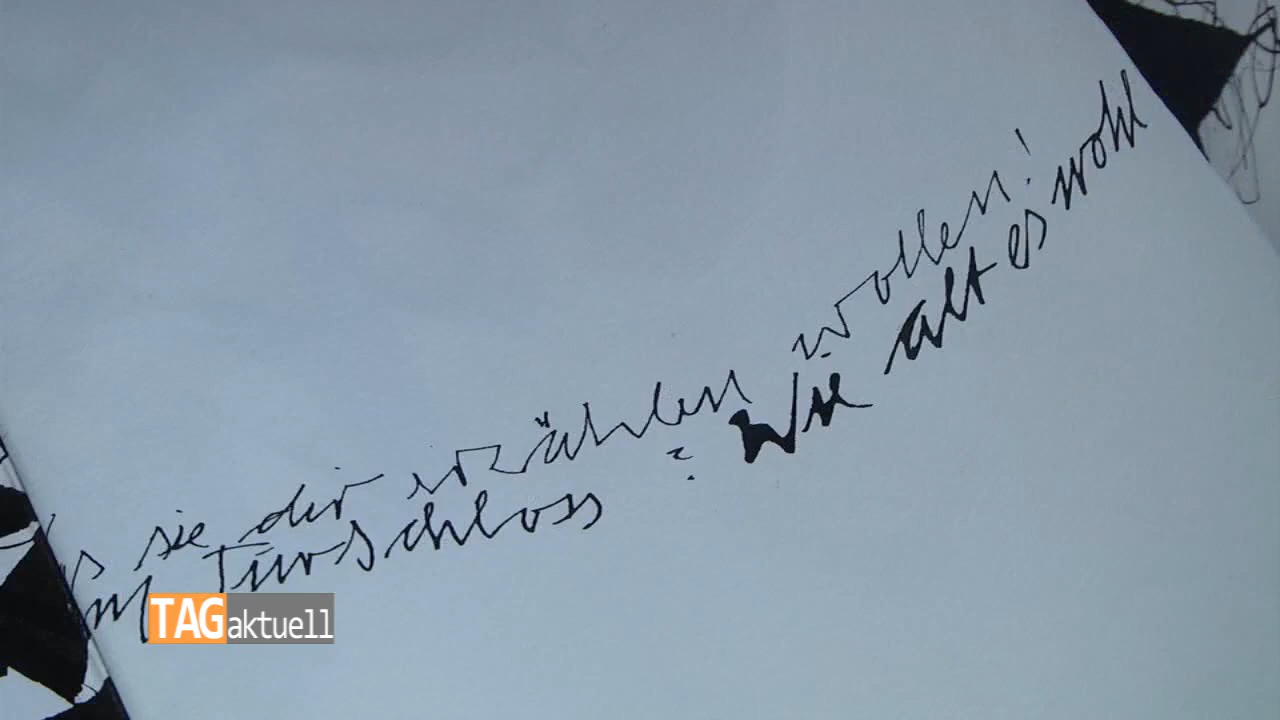 sie dir erzählen wollen!
Türschloss ? Wie alt es wohl
TAGaktuell